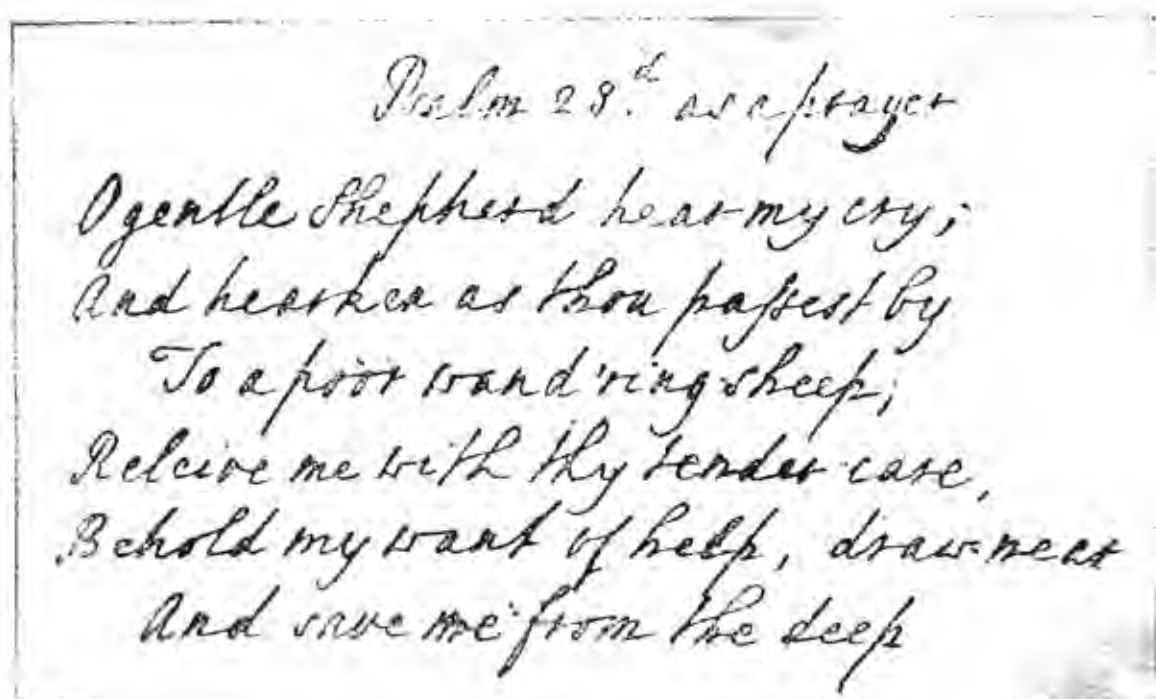 Psalm 23.d as a prayer
O gentle Shepherd hear my cry;
And hearken as thou paſsest by
To a poor wand'ring sheep;
Releive me with thy tender care,
Behold my want of help, draw near
And save me from the deep